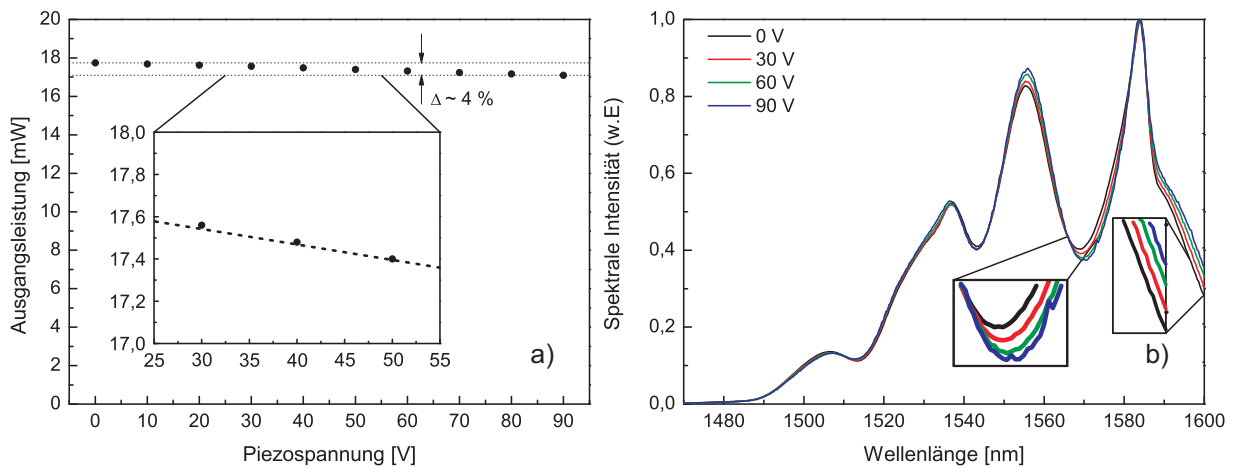 20
18
16
14
12
10
8
6
4
2
0
Ausgangsleistung [mW]
0 10 20 30 40 50 60 70 80 90
Piezospannung [V]
Δ ~ 4 %
18,0
17,8
17,6
17,4
17,2
17,0
25 30 35 40 45 50 55
a)
1,0
0,8
0,6
0,4
0,2
0,0
Spektrale Intensität (w.E)
0 V
30 V
60 V
90 V
1480 1500 1520 1540 1560 1580 1600
Wellenlänge [nm]
b)